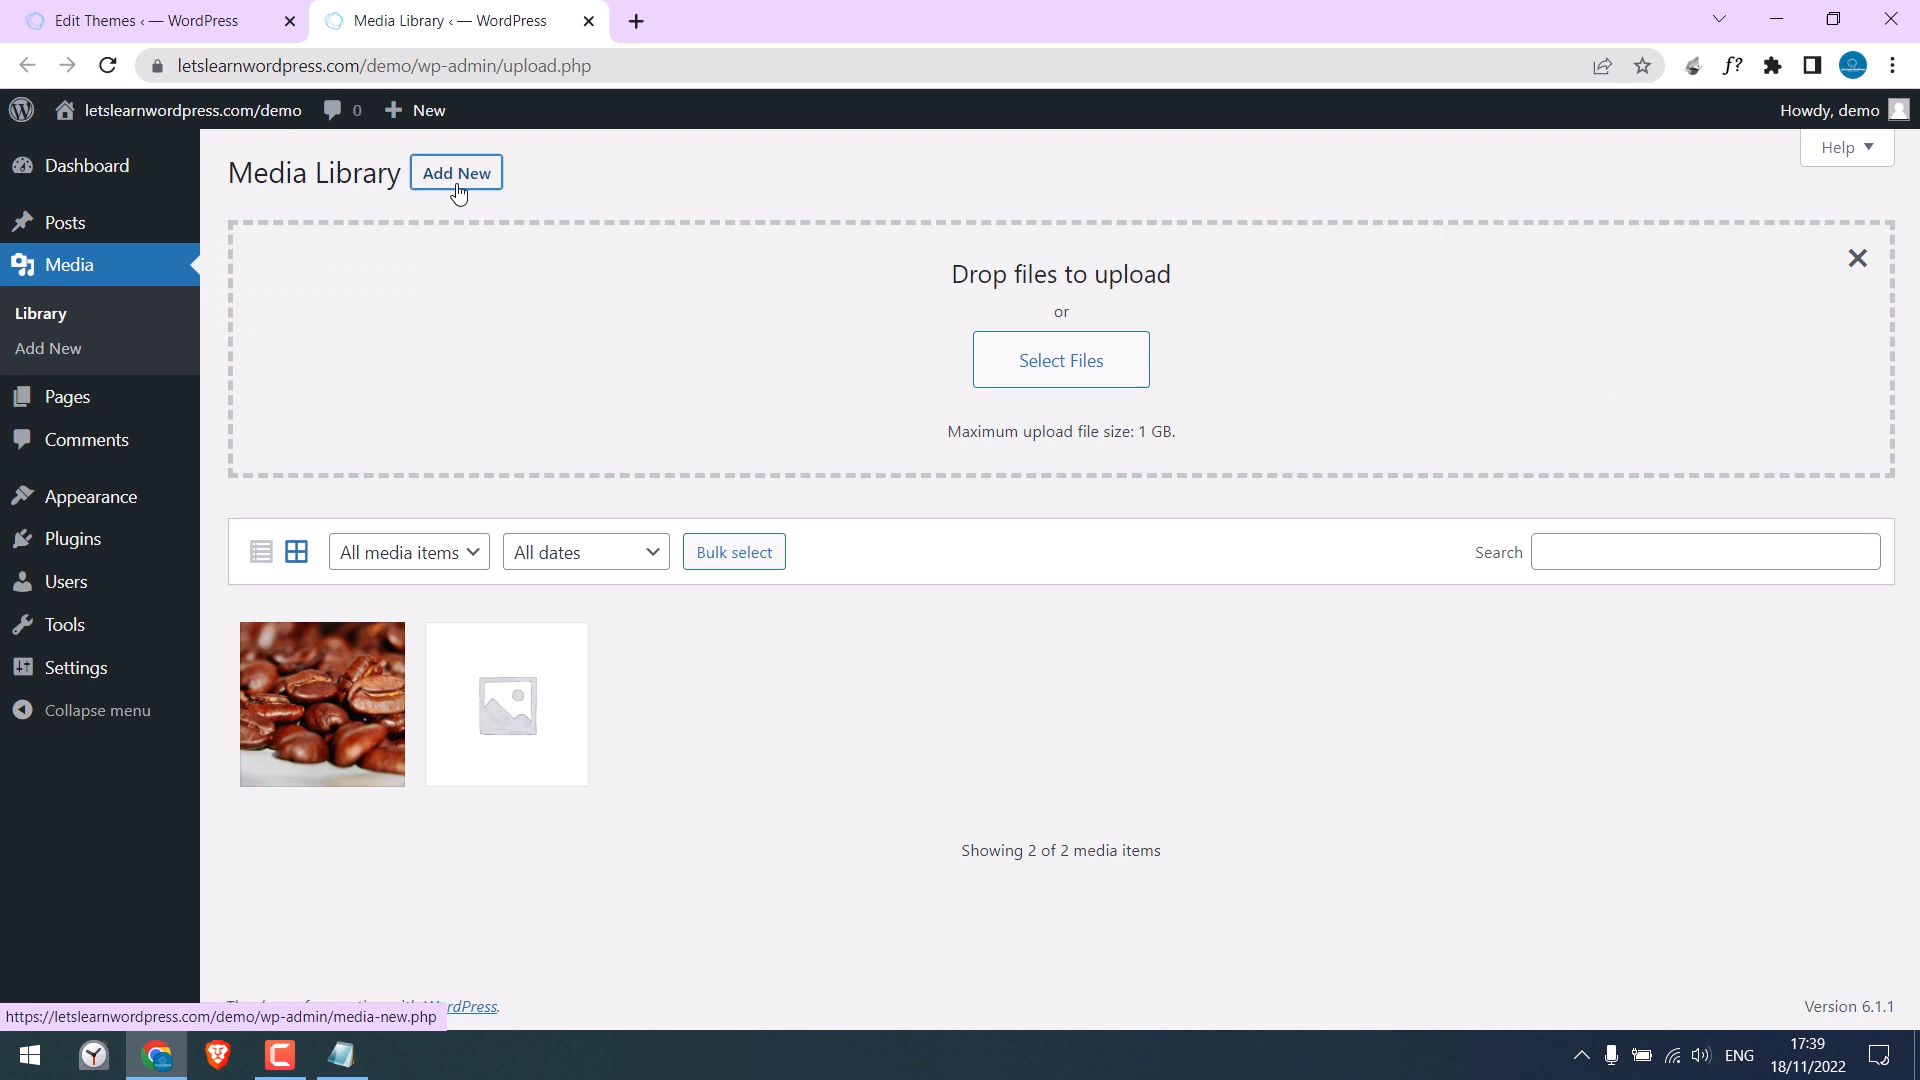 Edit Themes ‹ — WordPress
Media Library ‹ — WordPress
letslearnwordpress.com/demo/wp-admin/upload.php
f?
letslearnwordpress.com/demo
0
New
Howdy, demo
Dashboard
Posts
Media
Library
Add New
Pages
Comments
Appearance
Plugins
Users
Tools
Settings
Collapse menu
Media Library
Add New
Help
Drop files to upload
or
Select Files
Maximum upload file size: 1 GB.
All media items
All dates
Bulk select
Search
Showing 2 of 2 media items
rdPress.
Version 6.1.1
https://letslearnwordpress.com/demo/wp-admin/media-new.php
ENG
17:39
18/11/2022